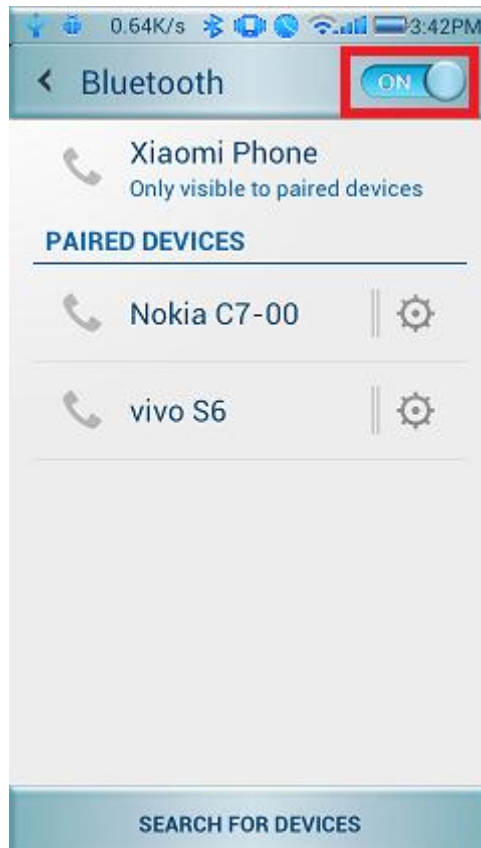 0.64K/s 3:42PM
Bluetooth ON
Xiaomi Phone
Only visible to paired devices
PAIRED DEVICES
Nokia C7-00
vivo S6
SEARCH FOR DEVICES